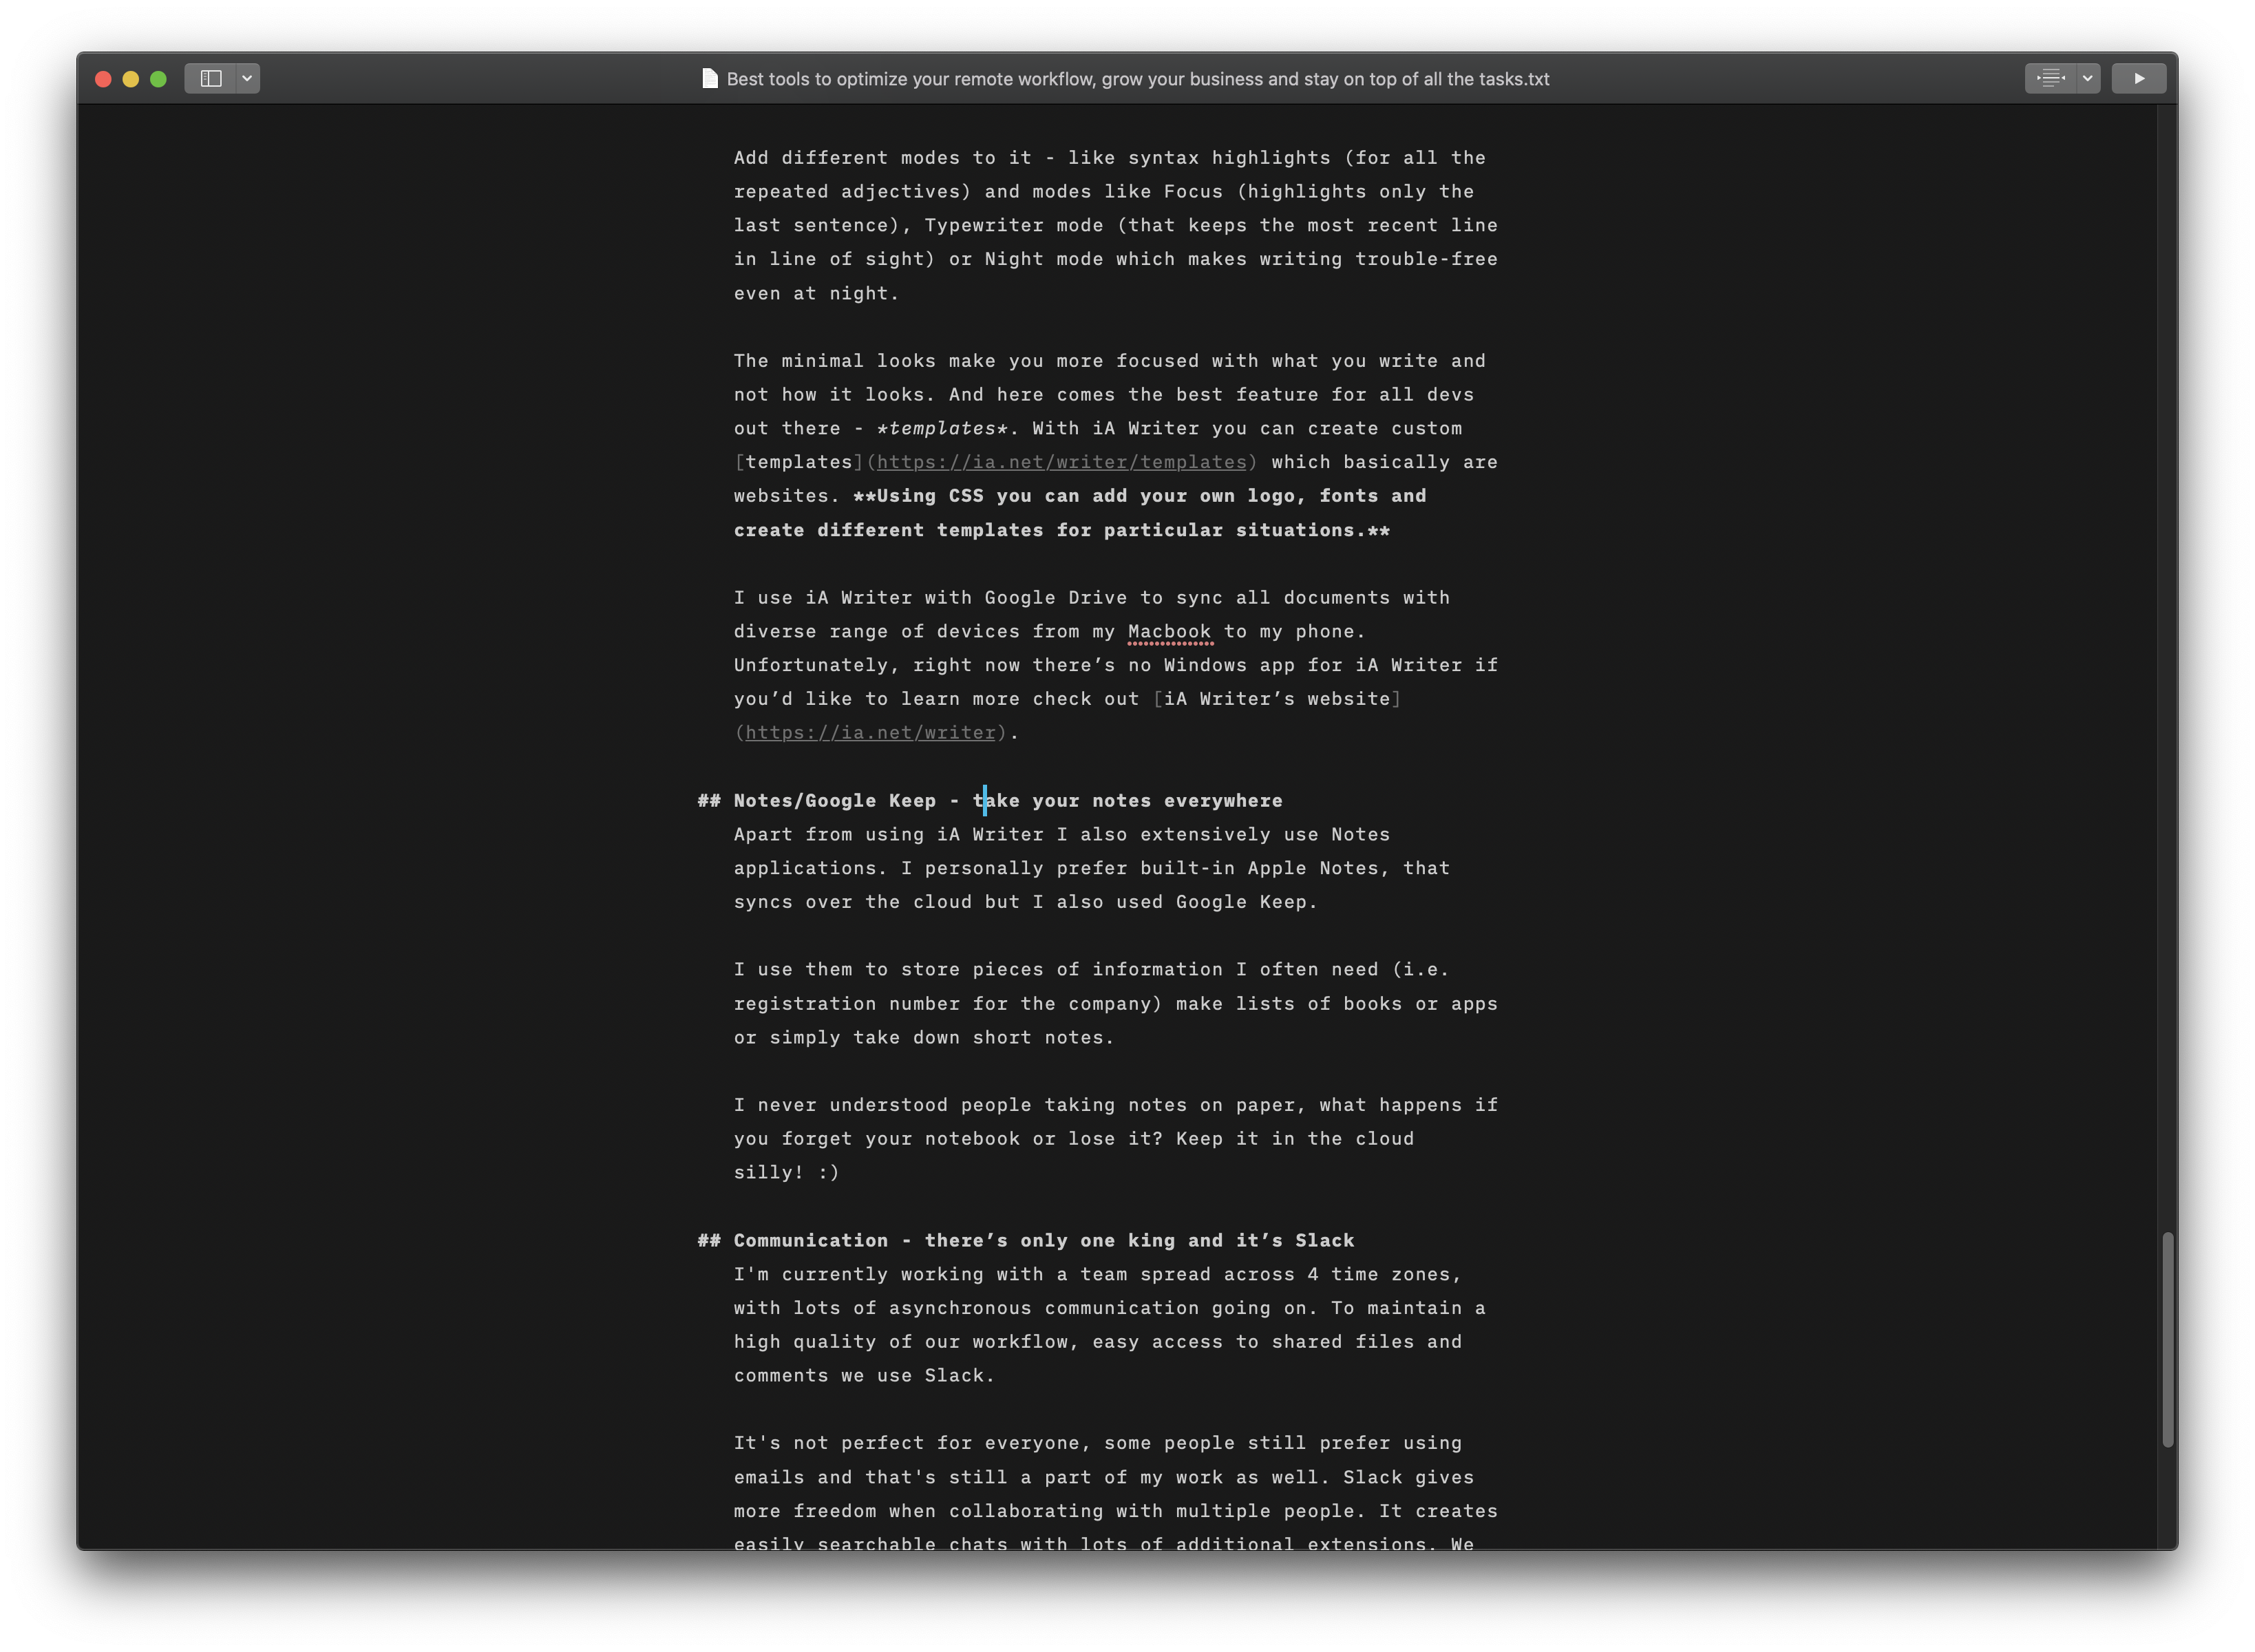 Best tools to optimize your remote workflow, grow your business and stay on top of all the tasks.txt
Add different modes to it - like syntax highlights (for all the
repeated adjectives) and modes like Focus (highlights only the
last sentence), Typewriter mode (that keeps the most recent line
in line of sight) or Night mode which makes writing trouble-free
even at night.
The minimal looks make you more focused with what you write and
not how it looks. And here comes the best feature for all devs
out there - *templates*. With iA Writer you can create custom
[templates](https://ia.net/writer/templates) which basically are
websites. **Using CSS you can add your own logo, fonts and
create different templates for particular situations.**
I use iA Writer with Google Drive to sync all documents with
diverse range of devices from my Macbook to my phone.
Unfortunately, right now there’s no Windows app for iA Writer if
you’d like to learn more check out [iA Writer’s website]
(https://ia.net/writer).
## Notes/Google Keep - take your notes everywhere
Apart from using iA Writer I also extensively use Notes
applications. I personally prefer built-in Apple Notes, that
syncs over the cloud but I also used Google Keep.
I use them to store pieces of information I often need (i.e.
registration number for the company) make lists of books or apps
or simply take down short notes.
I never understood people taking notes on paper, what happens if
you forget your notebook or lose it? Keep it in the cloud
silly! :)
## Communication - there’s only one king and it’s Slack
I'm currently working with a team spread across 4 time zones,
with lots of asynchronous communication going on. To maintain a
high quality of our workflow, easy access to shared files and
comments we use Slack.
It's not perfect for everyone, some people still prefer using
emails and that's still a part of my work as well. Slack gives
more freedom when collaborating with multiple people. It creates
easily searchable chats with lots of additional extensions. We